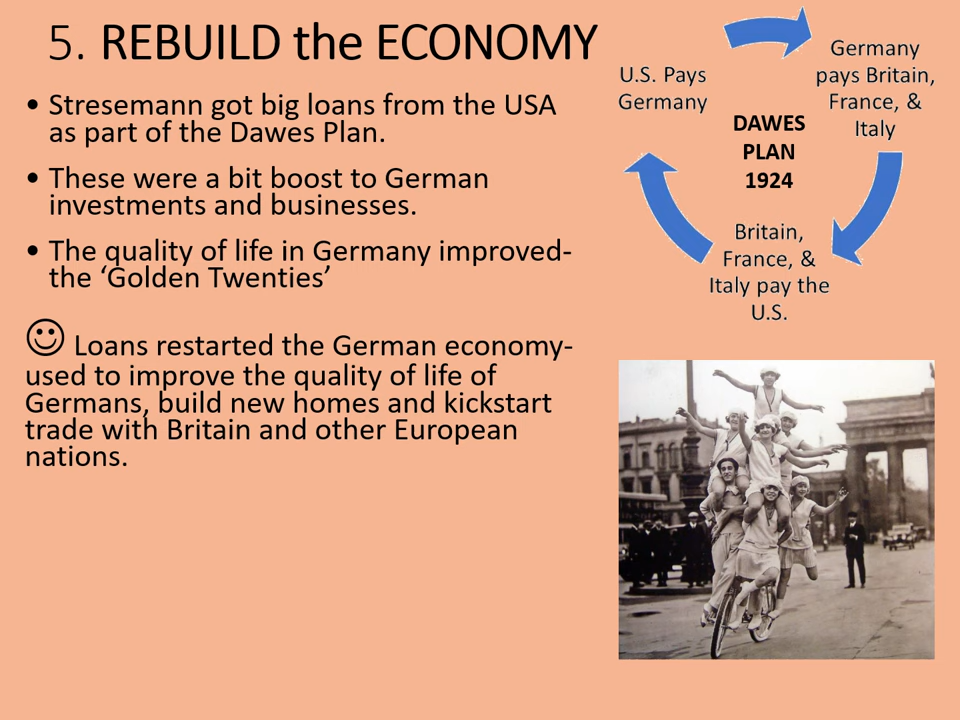 5. REBUILD the ECONOMY
• Stresemann got big loans from the USA
as part of the Dawes Plan.
• These were a bit boost to German
investments and businesses.
• The quality of life in Germany improved-
the ‘Golden Twenties’
☺ Loans restarted the German economy-
used to improve the quality of life of
Germans, build new homes and kickstart
trade with Britain and other European
nations.
U.S. Pays
Germany
Germany
pays Britain,
France, &
Italy
DAWES
PLAN
1924
Britain,
France, &
Italy pay the
U.S.